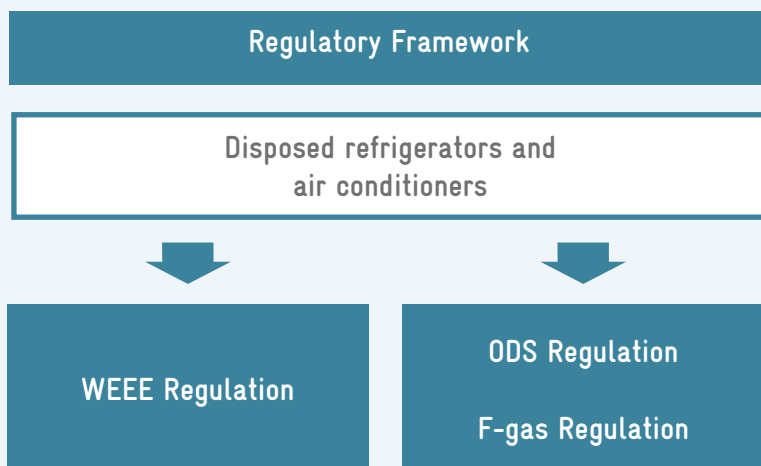 Regulatory Framework
Disposed refrigerators and
air conditioners
WEEE Regulation
ODS Regulation
F-gas Regulation